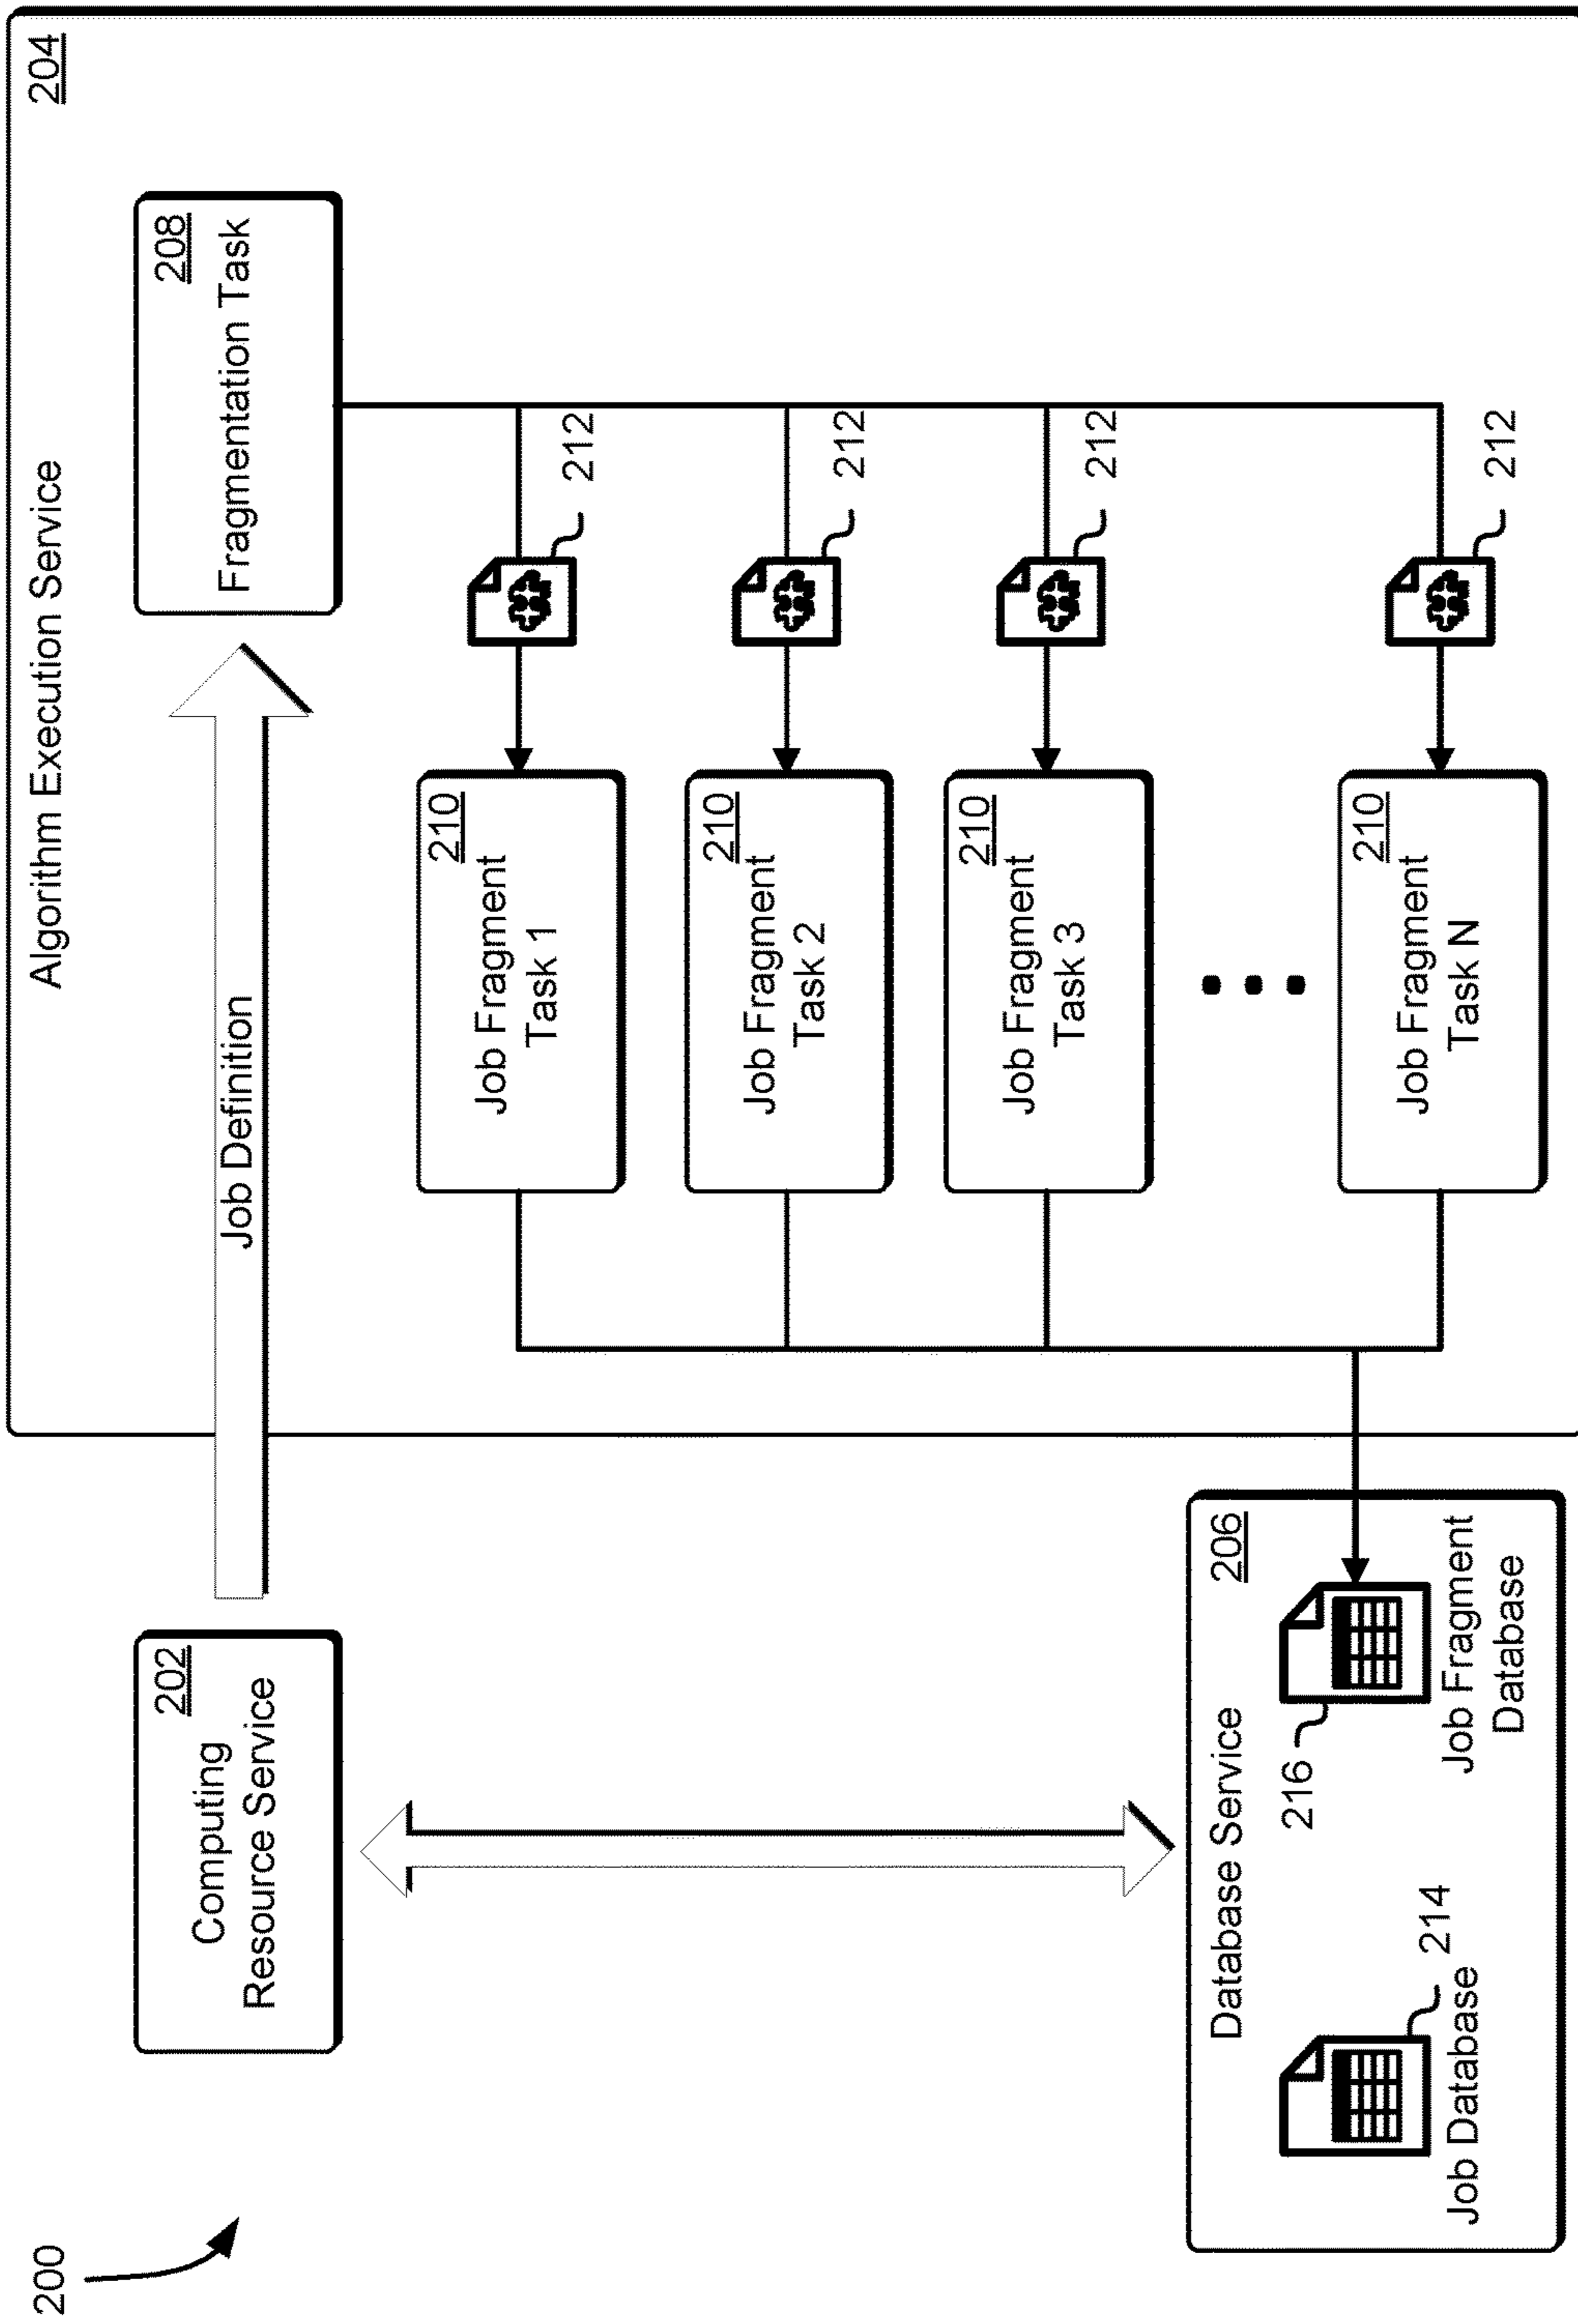 200
202
Computing
Resource Service
Job Definition
Algorithm Execution Service
204
208
Fragmentation Task
210
Job Fragment
Task 1
212
210
Job Fragment
Task 2
212
210
Job Fragment
Task 3
212
210
Job Fragment
Task N
212
Database Service
206
214
Job Database
216
Job Fragment
Database